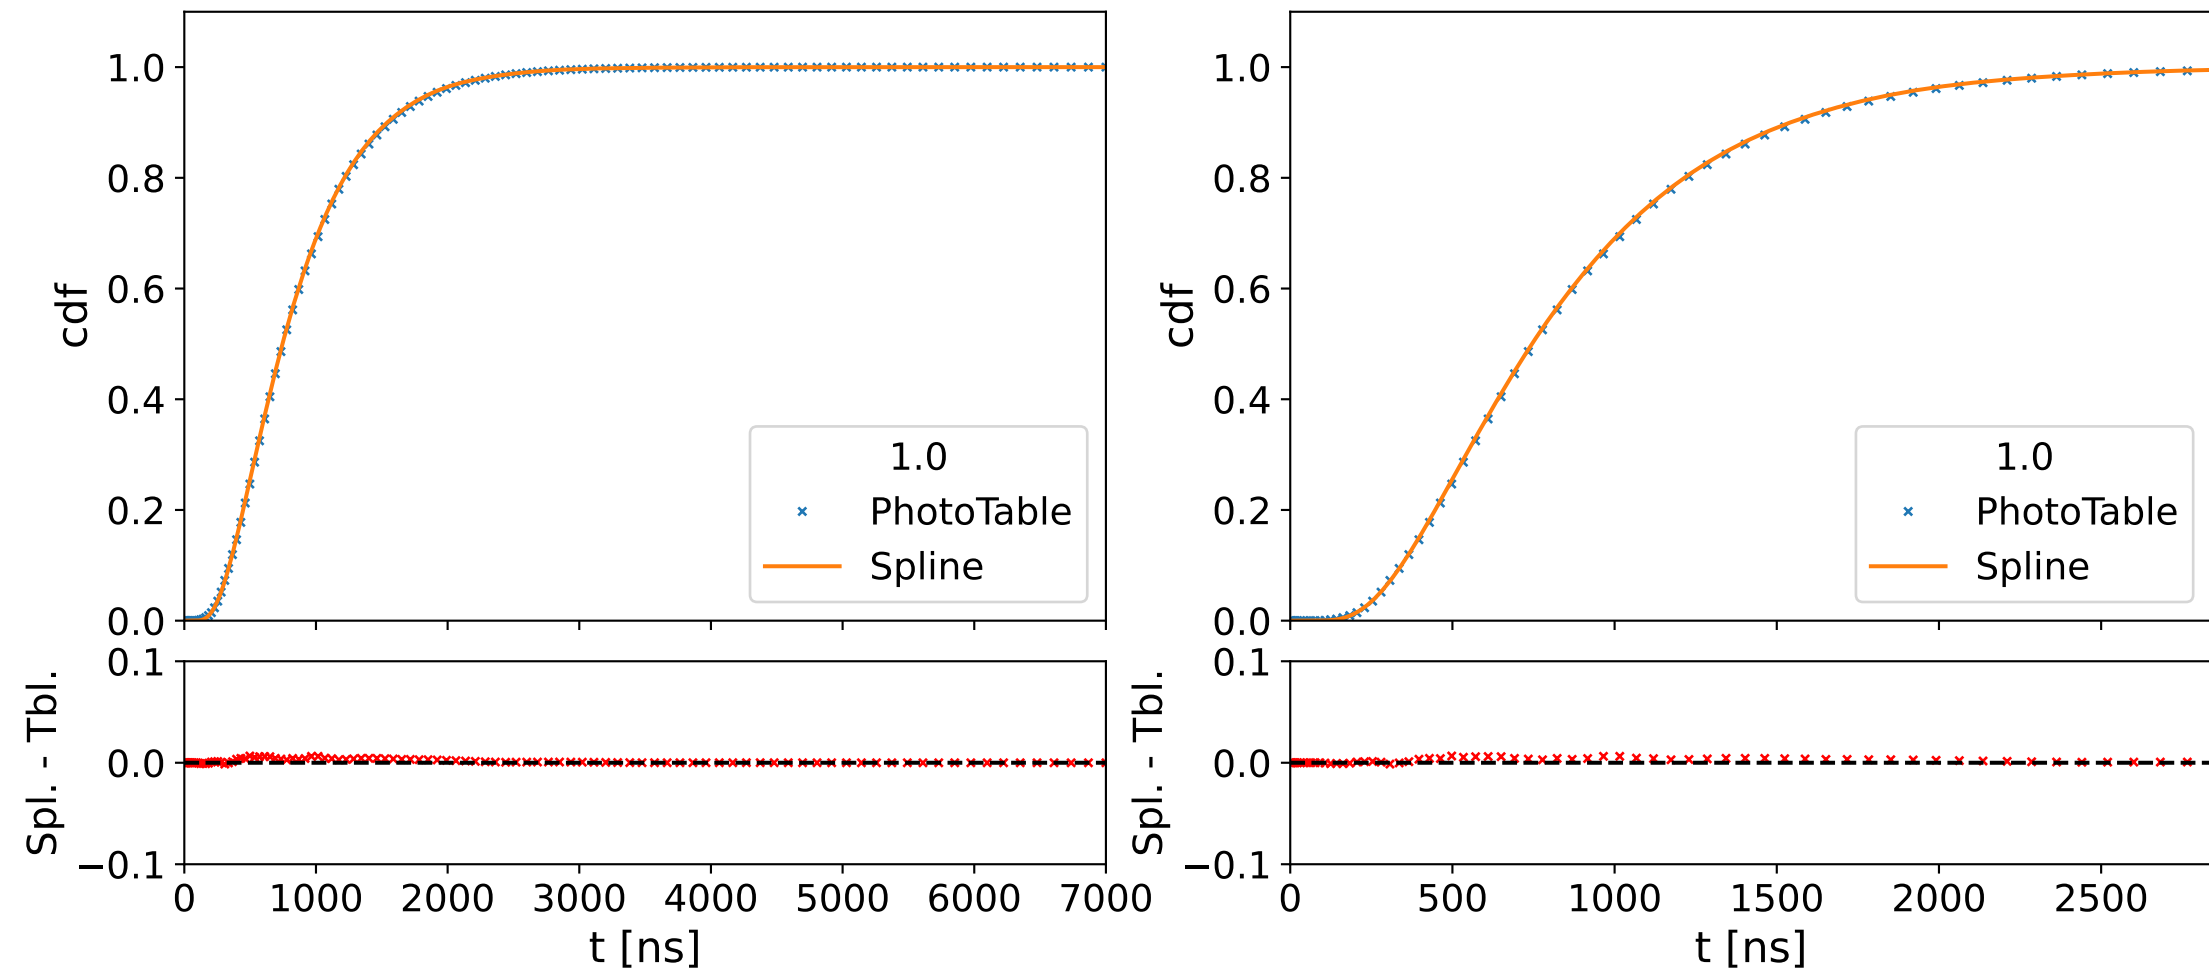 1.0
0.8
0.6
0.4
0.2
0.0
cdf
1.0
PhotoTable
Spline
0.1
0.0
−0.1
Spl. - Tbl.
0 1000 2000 3000 4000 5000 6000 7000
t [ns]
1.0
0.8
0.6
0.4
0.2
0.0
cdf
1.0
PhotoTable
Spline
0.1
0.0
−0.1
Spl. - Tbl.
0 500 1000 1500 2000 2500
t [ns]